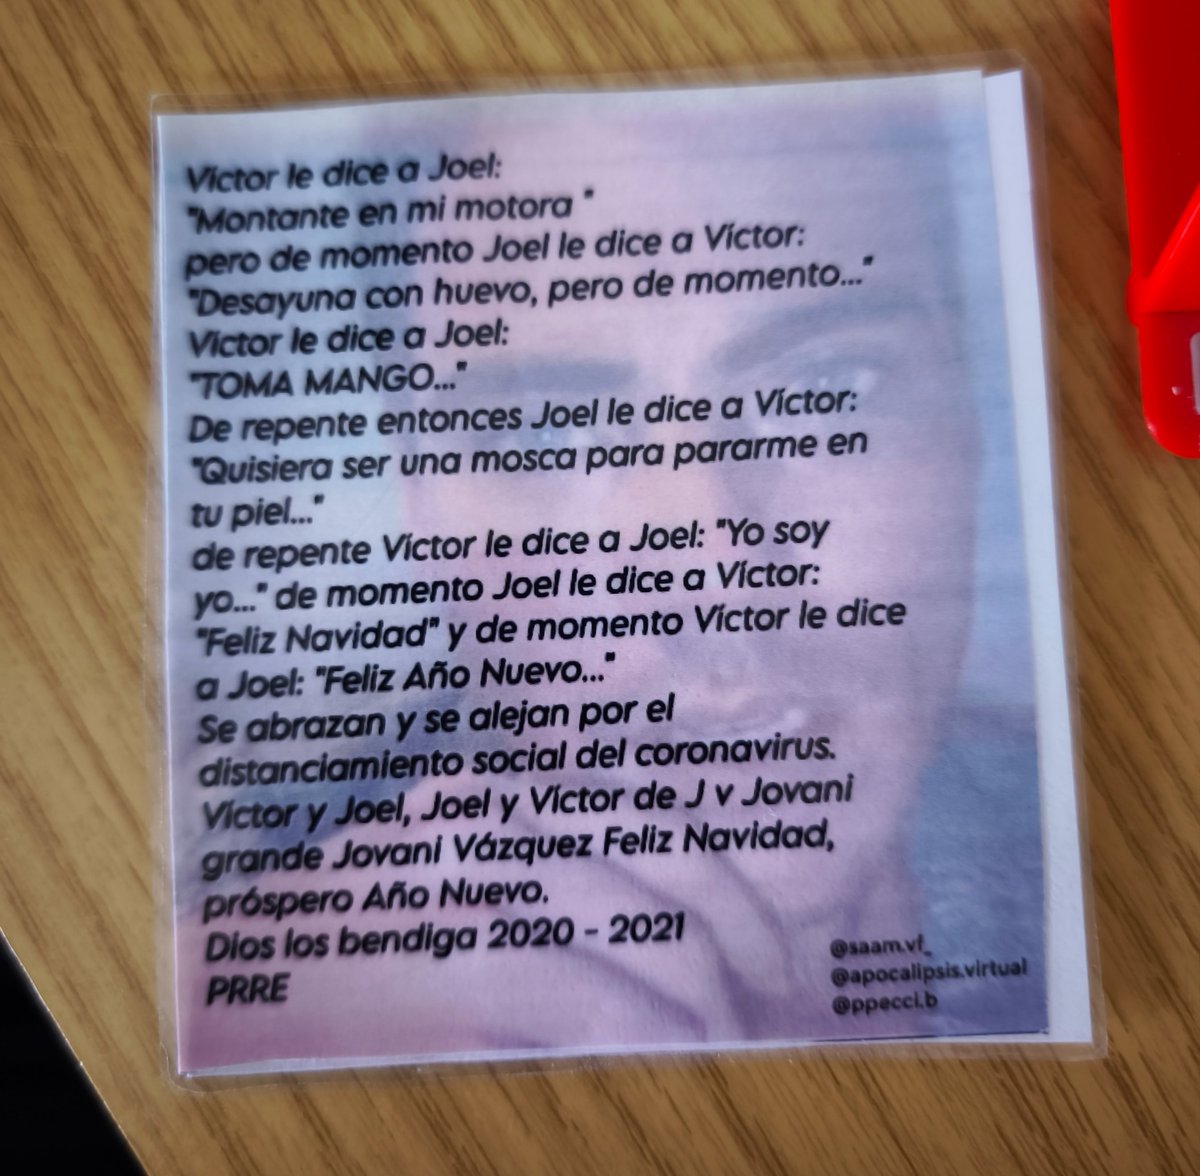 Víctor le dice a Joel:
"Montante en mi motora "
pero de momento Joel le dice a Víctor:
"Desayuna con huevo, pero de momento..."
Víctor le dice a Joel:
"TOMA MANGO..."
De repente entonces Joel le dice a Víctor:
"Quisiera ser una mosca para pararme en
tu piel..."
de repente Víctor le dice a Joel: "Yo soy
yo..." de momento Joel le dice a Víctor:
"Feliz Navidad" y de momento Víctor le dice
a Joel: "Feliz Año Nuevo..."
Se abrazan y se alejan por el
distanciamiento social del coronavirus.
Víctor y Joel, Joel y Víctor de J v Jovani
grande Jovani Vázquez Feliz Navidad,
próspero Año Nuevo.
Dios los bendiga 2020 - 2021
PRRE
@saam.vf_
@apocalipsis.virtual
@ppecci.b